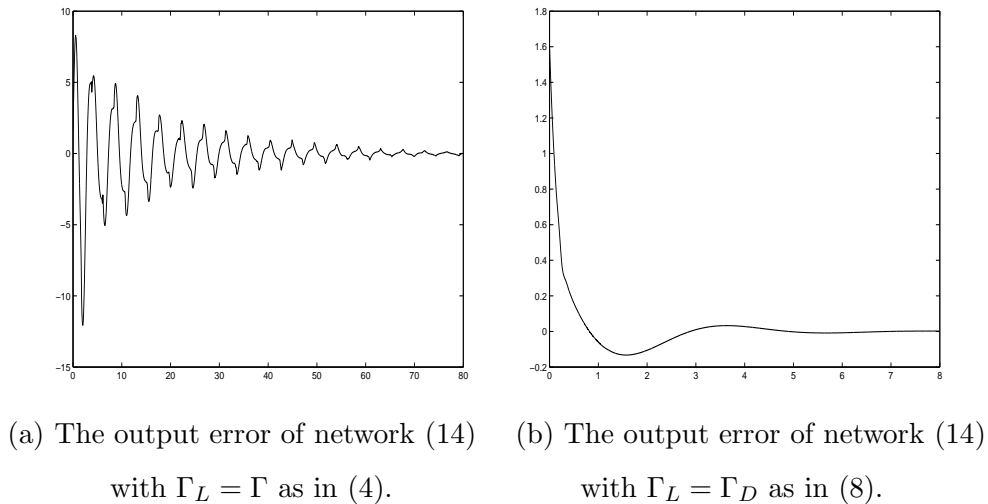 10
5
0
−5
−10
−15
0 10 20 30 40 50 60 70 80
1.8
1.6
1.4
1.2
1
0.8
0.6
0.4
0.2
0
−0.2
0 1 2 3 4 5 6 7 8
(a) The output error of network (14)
with Γ_L = Γ as in (4).
(b) The output error of network (14)
with Γ_L = Γ_D as in (8).